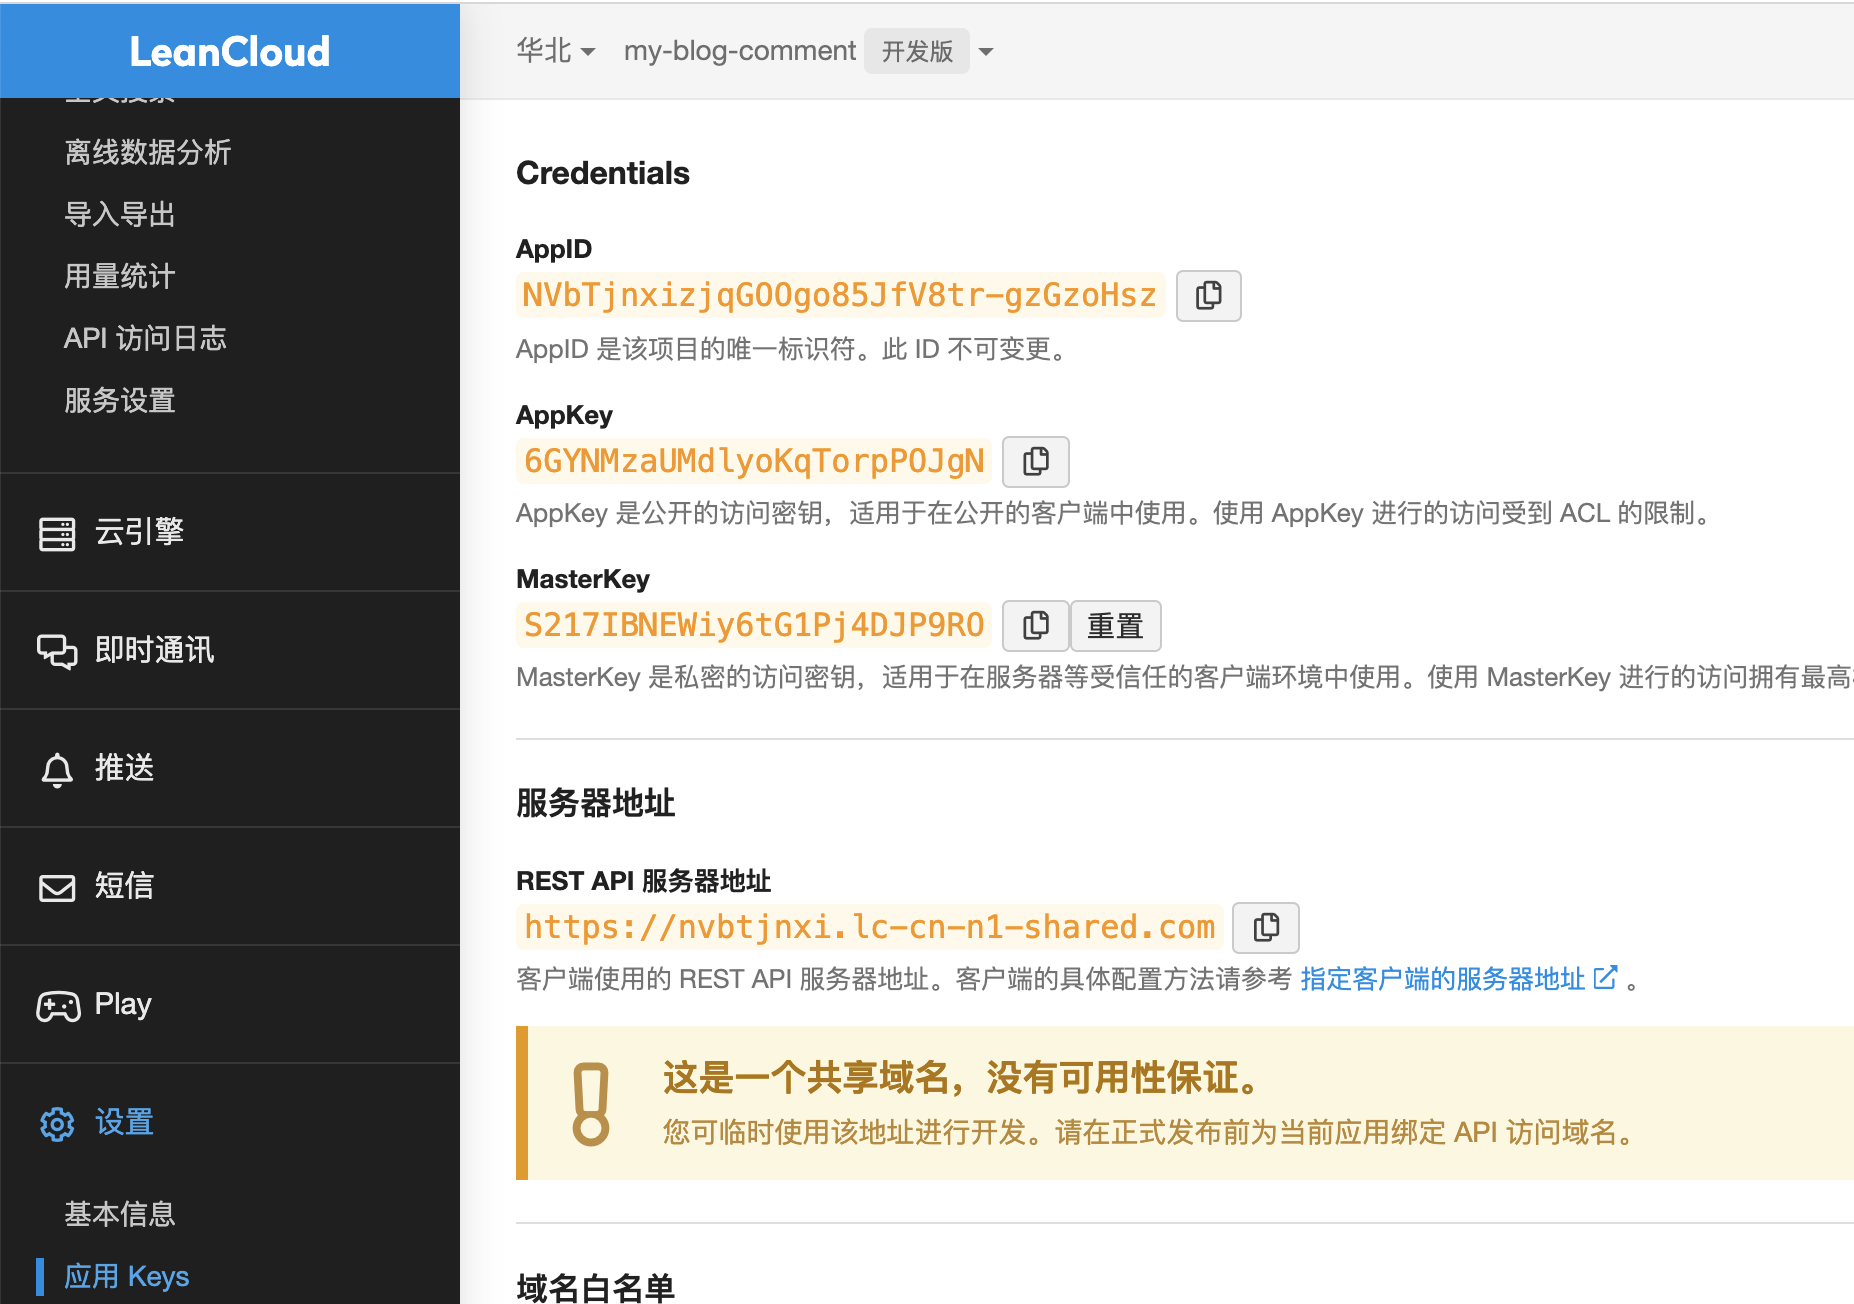 LeanCloud
华北
my-blog-comment 开发版
离线数据分析
导入导出
用量统计
API 访问日志
服务设置
云引擎
即时通讯
推送
短信
Play
设置
基本信息
应用 Keys
Credentials
AppID
NVbTjnxizjqGOOgo85JfV8tr-gzGzoHsz
AppID 是该项目的唯一标识符。此 ID 不可变更。
AppKey
6GYNMzaUMdlyoKqTorpPOJgN
AppKey 是公开的访问密钥，适用于在公开的客户端中使用。使用 AppKey 进行的访问受到 ACL 的限制。
MasterKey
S217IBNEWiy6tG1Pj4DJP9RO
重置
MasterKey 是私密的访问密钥，适用于在服务器等受信任的客户端环境中使用。使用 MasterKey 进行的访问拥有最高
服务器地址
REST API 服务器地址
https://nvbtjnxi.lc-cn-n1-shared.com
客户端使用的 REST API 服务器地址。客户端的具体配置方法请参考 指定客户端的服务器地址 。
这是一个共享域名，没有可用性保证。
您可临时使用该地址进行开发。请在正式发布前为当前应用绑定 API 访问域名。
域名白名单